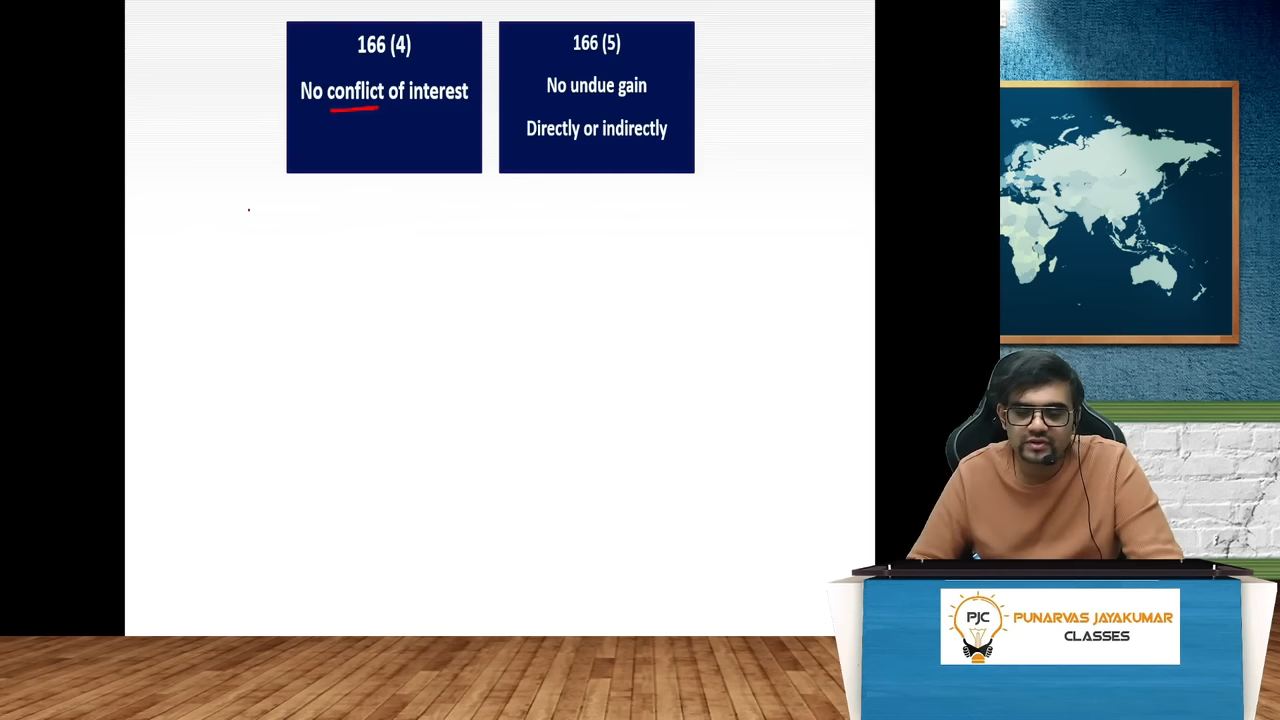 166 (4)
No conflict of interest
166 (5)
No undue gain
Directly or indirectly
PJC
PUNARVAS JAYAKUMAR
CLASSES